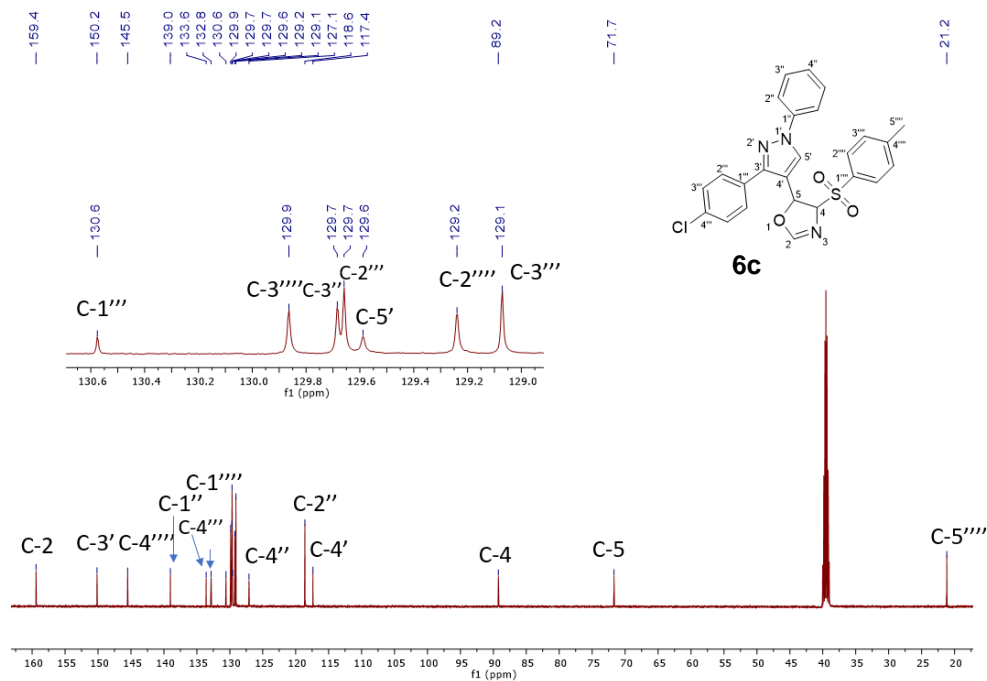 159.4
150.2
145.5
139.0
133.6
132.8
130.6
129.9
129.7
129.7
129.6
129.2
129.1
127.1
118.6
117.4
89.2
71.7
21.2
130.6
129.9
129.7
129.7
129.6
129.2
129.1
C-1'''
C-3''''
C-3''
C-2'''
C-5'
C-2''''
C-3'''
130.6 130.4 130.2 130.0 129.8 129.6 129.4 129.2 129.0
f1 (ppm)
4''
3''
2''
1''
1'
N
2'
N
5'
3'
4'
2'''
3'''
1'''
4'''
Cl
5
4
O
1
2
N
3
O
S
O
1''''
2''''
3''''
4''''
5''''
6c
C-2
C-3'
C-4''''
C-1''
C-4'''
C-1''''
C-4''
C-2''
C-4'
C-4
C-5
C-5''''
160 155 150 145 140 135 130 125 120 115 110 105 100 95 90 85 80 75 70 65 60 55 50 45 40 35 30 25 20
f1 (ppm)